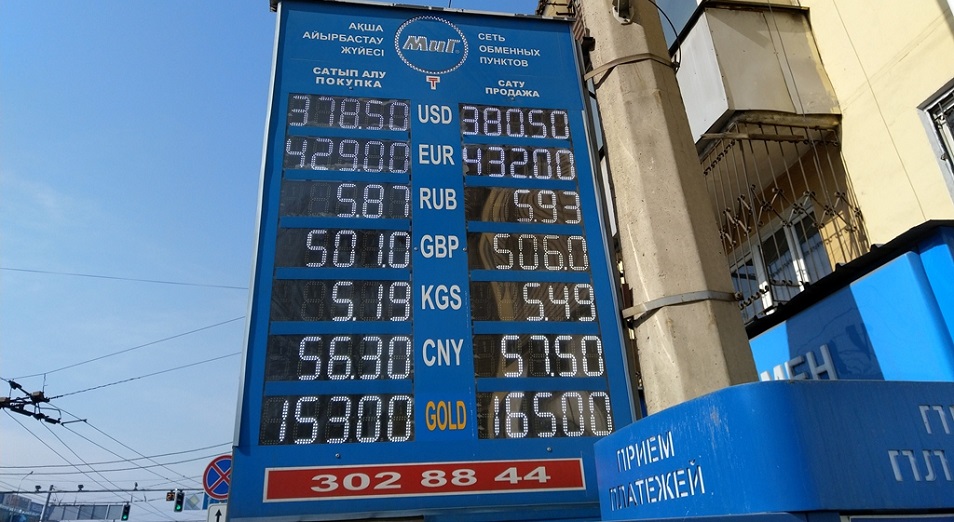 АҚША
АЙЫРБАСТАУ
ЖҮЙЕСІ
МиГ
СЕТЬ
ОБМЕННЫХ
ПУНКТОВ
САТЫП АЛУ
ПОКУПКА
₸
САТУ
ПРОДАЖА
378.50 USD 380.50
429.00 EUR 432.00
5.87 RUB 5.93
501.0 GBP 506.0
5.19 KGS 5.49
56.30 CNY 57.50
15300 GOLD 16500
302 88 44
МЕН
ПРИЕМ
ПЛАТЕЖЕЙ